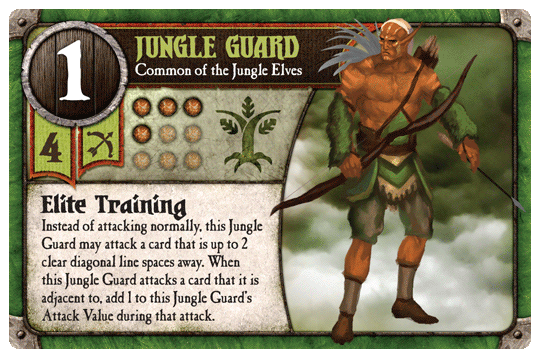 1
JUNGLE GUARD
Common of the Jungle Elves
4
Elite Training
Instead of attacking normally, this Jungle
Guard may attack a card that is up to 2
clear diagonal line spaces away. When
this Jungle Guard attacks a card that it is
adjacent to, add 1 to this Jungle Guard's
Attack Value during that attack.